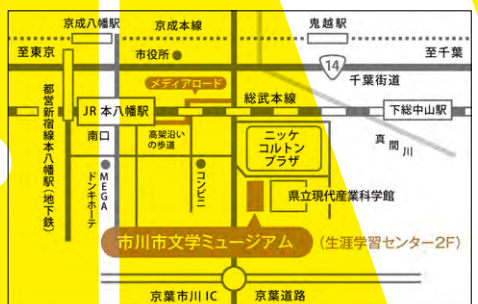 京成八幡駅
京成本線
鬼越駅
至東京
市役所
至千葉
14
千葉街道
メディアロード
都営新宿線本八幡駅(地下鉄)
JR 本八幡駅
総武本線
下総中山駅
南口
高架沿い
の歩道
ニッケ
コルトン
プラザ
真間川
MEGA
ドンキホーテ
コンビニ
県立現代産業科学館
市川市文学ミュージアム
(生涯学習センター2F)
京葉市川 IC
京葉道路